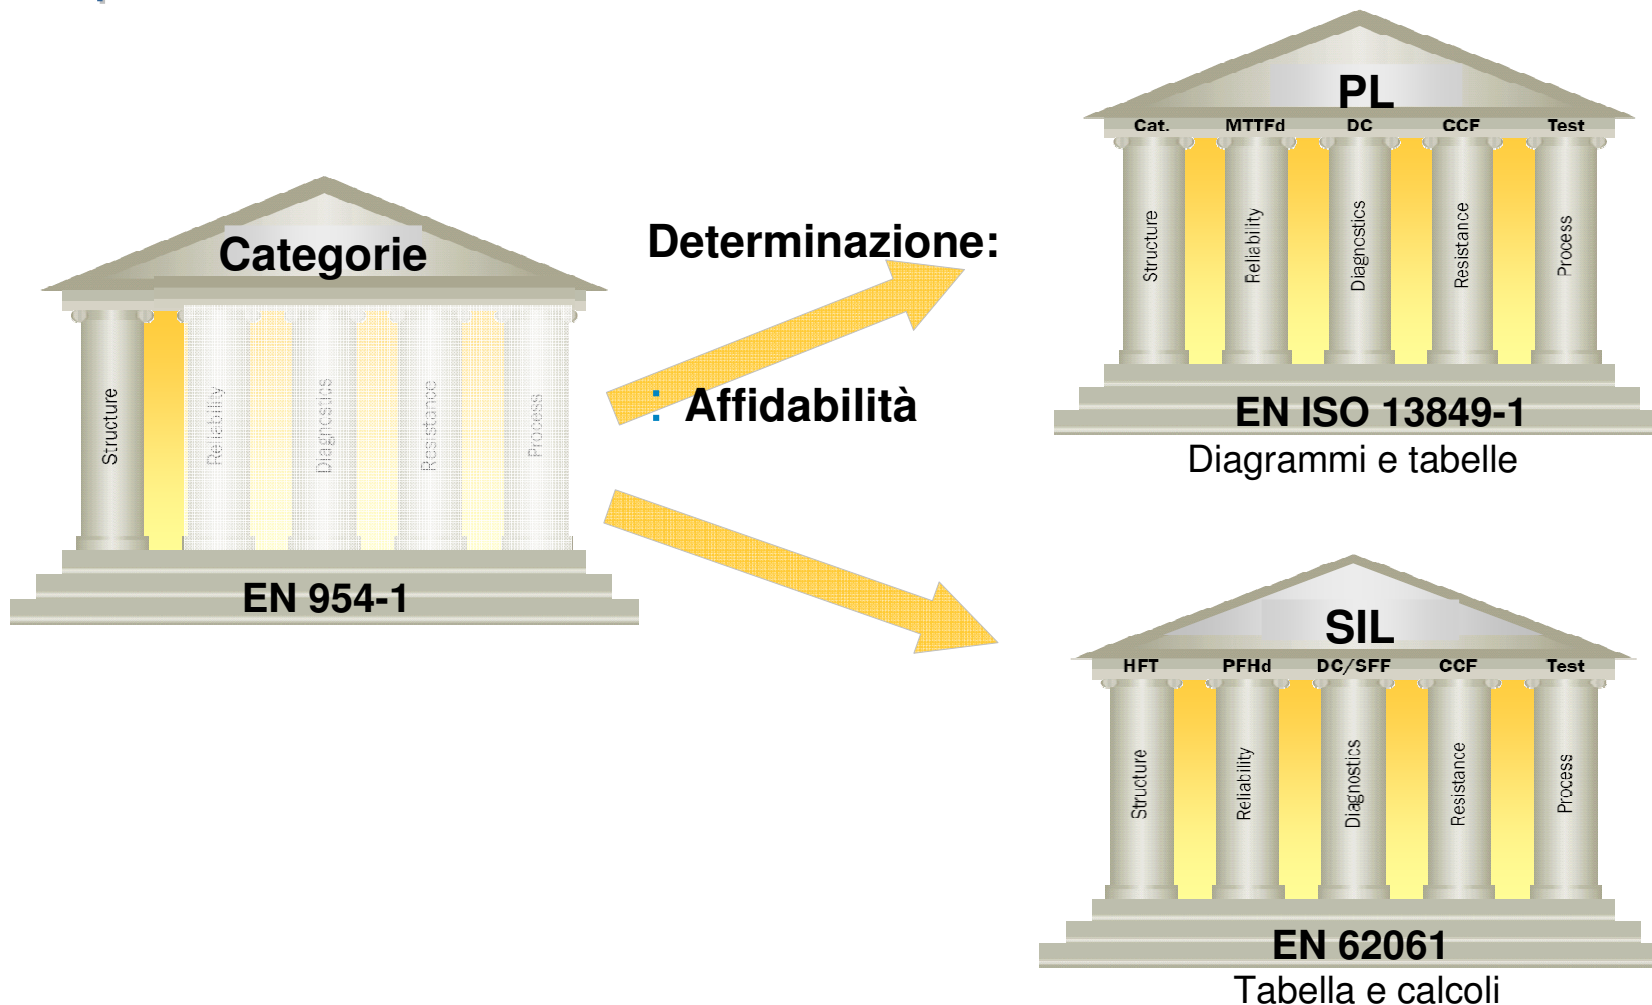 Categorie
Structure
Reliability
Diagnostics
Resistance
Process
EN 954-1
Determinazione:
: Affidabilità
PL
Cat. MTTFd DC CCF Test
Structure
Reliability
Diagnostics
Resistance
Process
EN ISO 13849-1
Diagrammi e tabelle
SIL
HFT PFHd DC/SFF CCF Test
Structure
Reliability
Diagnostics
Resistance
Process
EN 62061
Tabella e calcoli